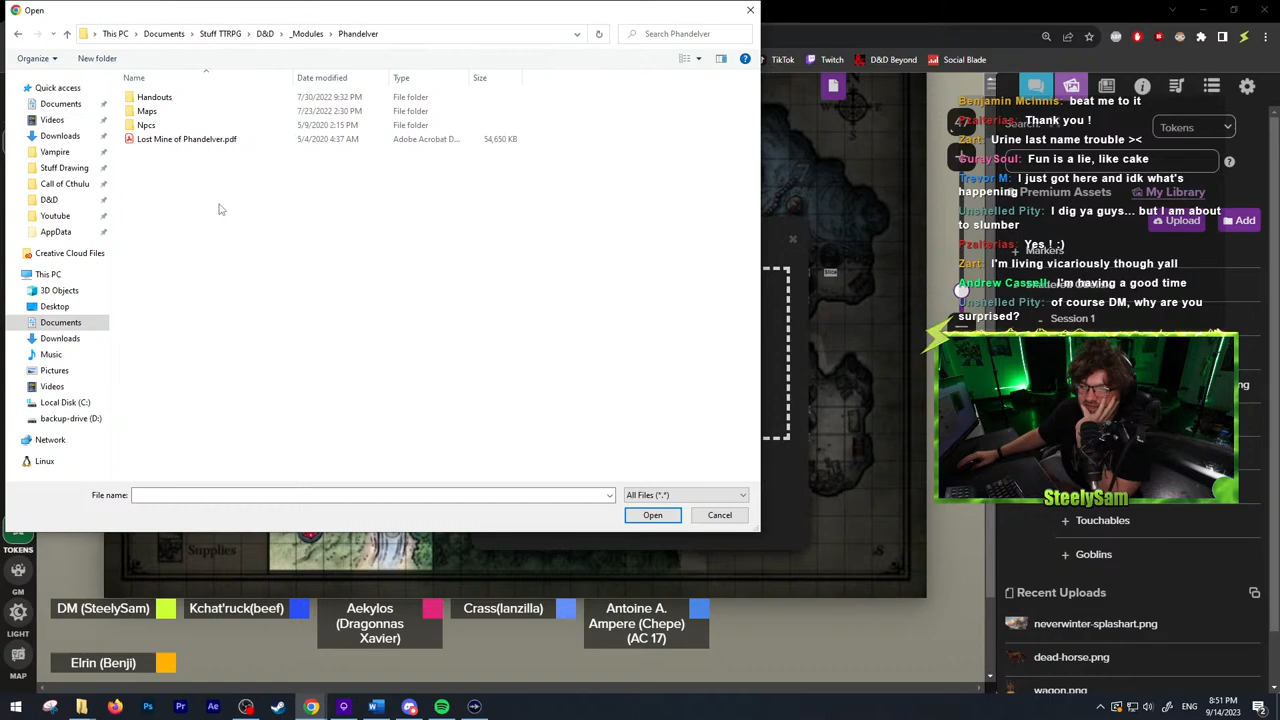 Open
This PC > Documents > Stuff TTRPG > D&D > _Modules > Phandelver
Search Phandelver
Organize
New folder
Name
Date modified
Type
Size
Quick access
Documents
Videos
Downloads
Vampire
Stuff Drawing
Call of Cthulu
D&D
Youtube
AppData
Creative Cloud Files
This PC
3D Objects
Desktop
Documents
Downloads
Music
Pictures
Videos
Local Disk (C:)
backup-drive (D:)
Network
Linux
Handouts 7/30/2022 9:32 PM File folder
Maps 7/23/2022 2:30 PM File folder
Npcs 5/9/2020 2:15 PM File folder
Lost Mine of Phandelver.pdf 5/4/2020 4:37 AM Adobe Acrobat D... 54,650 KB
File name:
All Files (*.*)
Open
Cancel
TikTok
Twitch
D&D Beyond
Social Blade
Benjamin McInnis: beat me to it
Pzalterias: Thank you !
Zart: Urine last name trouble ><
GuraySoul: Fun is a lie, like cake
Trevor M: I just got here and idk what's
happening
Unshelled Pity: I dig ya guys... but I am about
to slumber
Pzalterias: Yes ! :)
Zart: I'm living vicariously though yall
Andrew Cassell: I'm having a good time
Unshelled Pity: of course DM, why are you
surprised?
Search:
Tokens
Premium Assets
My Library
Upload
Add
Markers
Session 1
SteelySam
Touchables
Goblins
Recent Uploads
neverwinter-splashart.png
dead-horse.png
wagon.png
Supplies
TOKENS
GM
LIGHT
MAP
DM (SteelySam)
Kchat'ruck(beef)
Aekylos
(Dragonnas
Xavier)
Crass(lanzilla)
Antoine A.
Ampere (Chepe)
(AC 17)
Elrin (Benji)
ENG
8:51 PM
9/14/2023